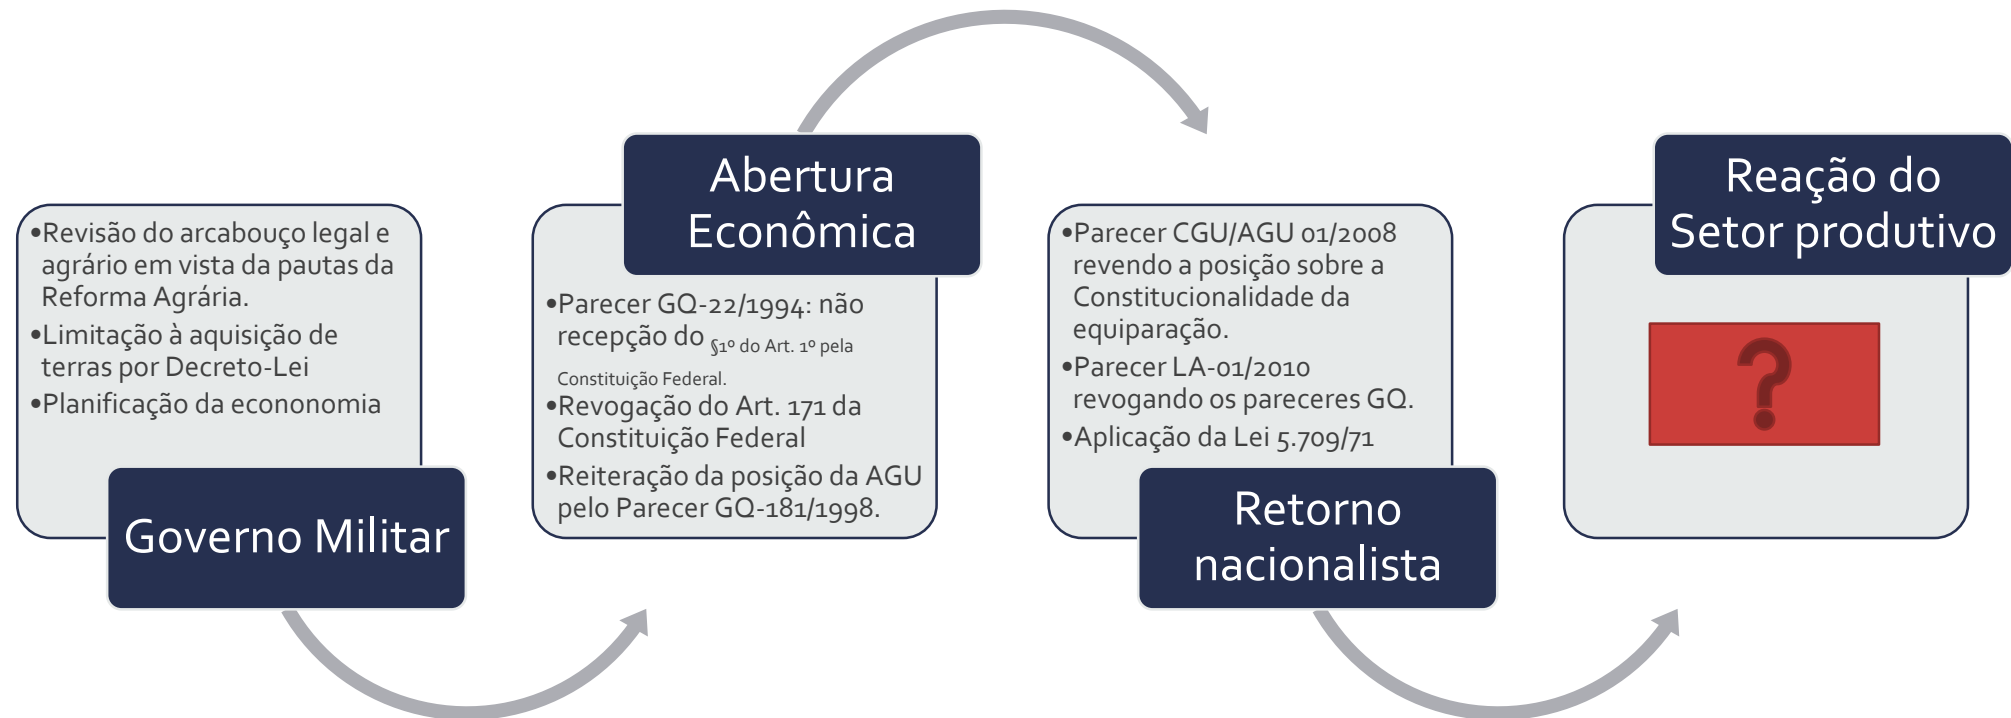 •Revisão do arcabouço legal e
agrário em vista da pautas da
Reforma Agrária.
•Limitação à aquisição de
terras por Decreto-Lei
•Planificação da econonomia
Governo Militar
Abertura
Econômica
•Parecer GQ-22/1994: não
recepção do §1º do Art. 1º pela
Constituição Federal.
•Revogação do Art. 171 da
Constituição Federal
•Reiteração da posição da AGU
pelo Parecer GQ-181/1998.
•Parecer CGU/AGU 01/2008
revendo a posição sobre a
Constitucionalidade da
equiparação.
•Parecer LA-01/2010
revogando os pareceres GQ.
•Aplicação da Lei 5.709/71
Retorno
nacionalista
Reação do
Setor produtivo
?